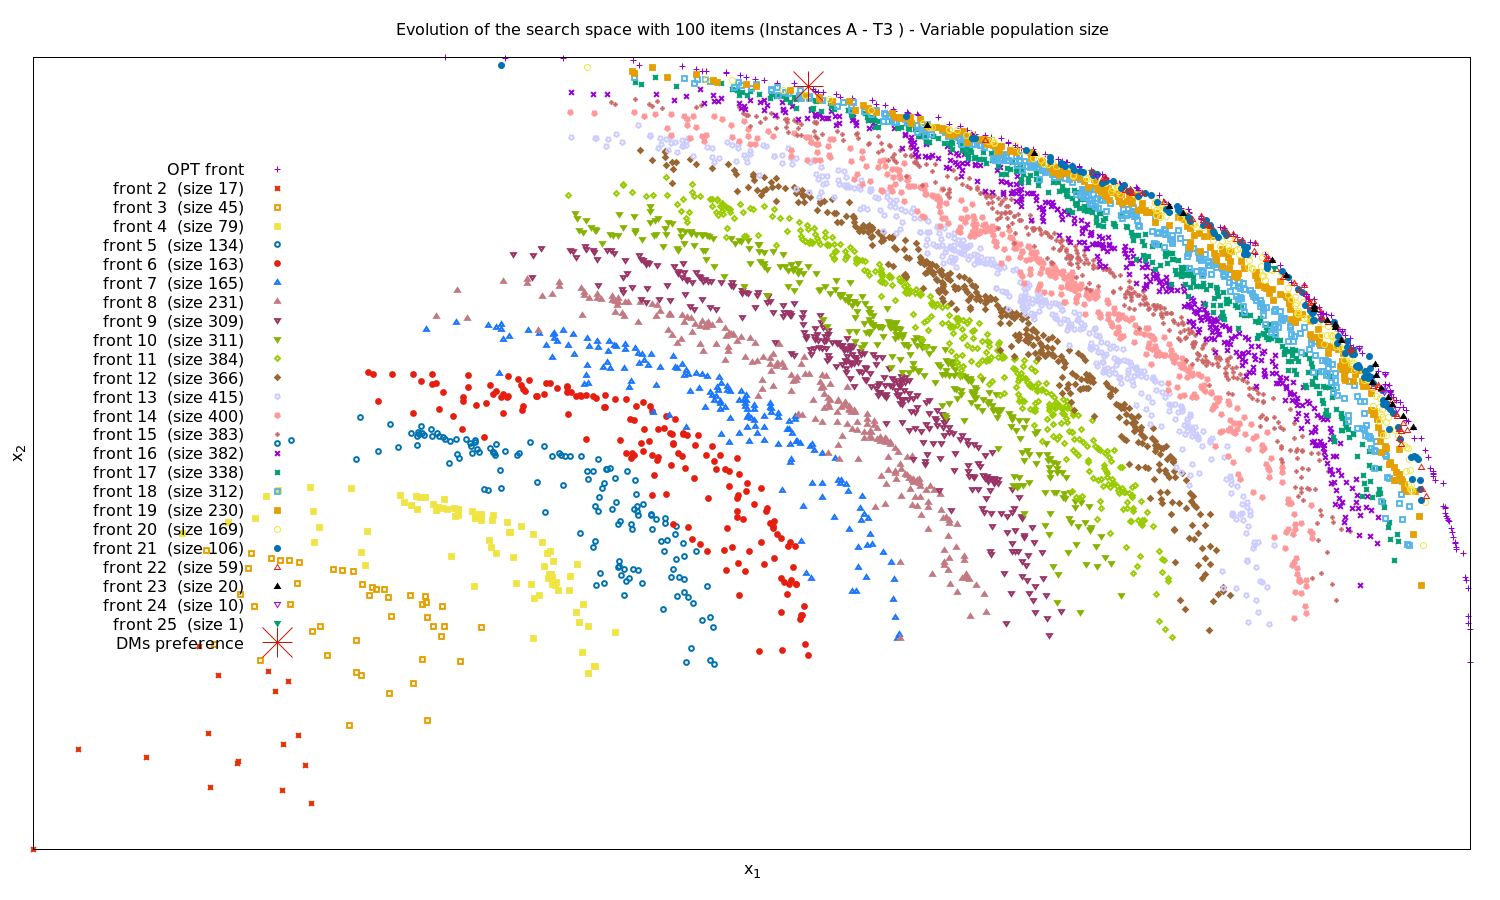 Evolution of the search space with 100 items (Instances A - T3 ) - Variable population size
OPT front
front 2 (size 17)
front 3 (size 45)
front 4 (size 79)
front 5 (size 134)
front 6 (size 163)
front 7 (size 165)
front 8 (size 231)
front 9 (size 309)
front 10 (size 311)
front 11 (size 384)
front 12 (size 366)
front 13 (size 415)
front 14 (size 400)
front 15 (size 383)
front 16 (size 382)
front 17 (size 338)
front 18 (size 312)
front 19 (size 230)
front 20 (size 169)
front 21 (size 106)
front 22 (size 59)
front 23 (size 20)
front 24 (size 10)
front 25 (size 1)
DMs preference
x2
x1